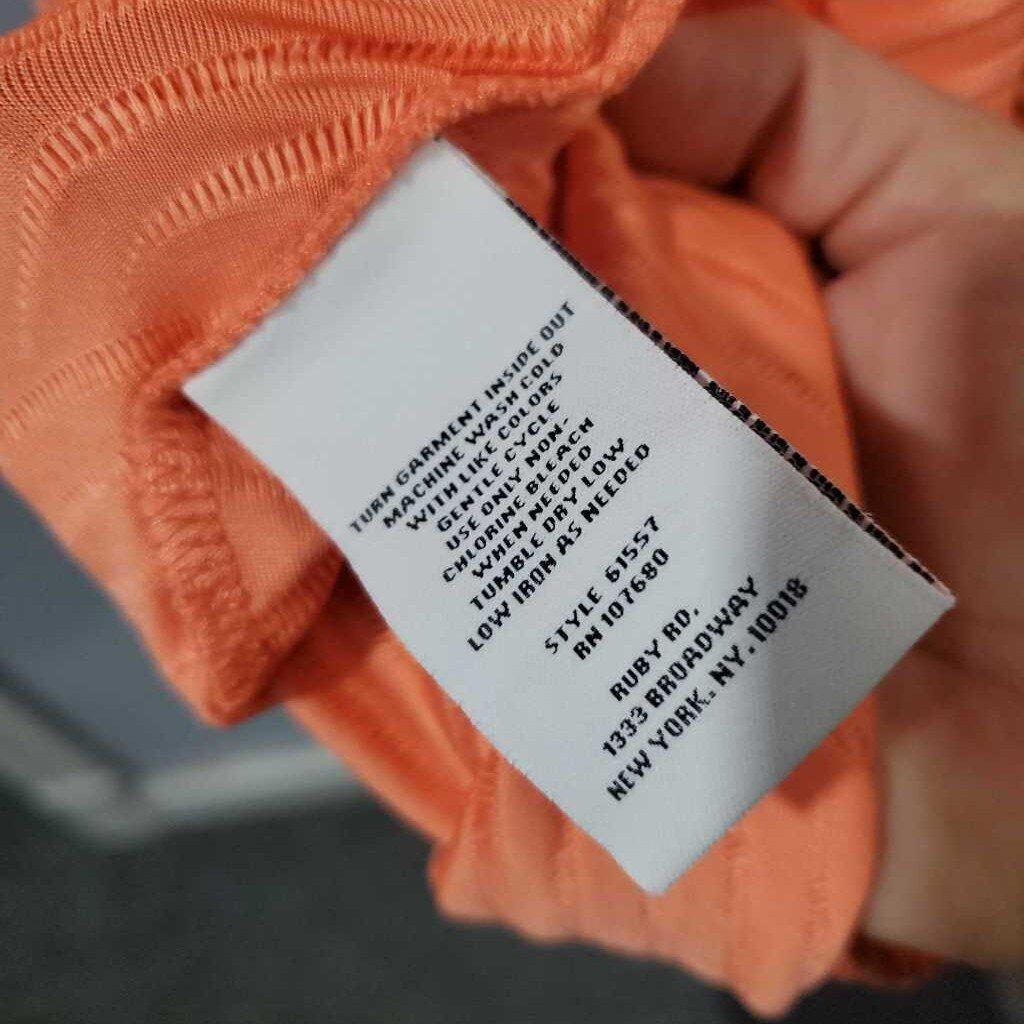 TURN GARMENT INSIDE OUT
MACHINE WASH COLD
WITH LIKE COLORS
GENTLE CYCLE
USE ONLY NON-
CHLORINE BLEACH
WHEN NEEDED
TUMBLE DRY LOW
LOW IRON AS NEEDED
STYLE 61557
RN 107680
RUBY RD.
1333 BROADWAY
NEW YORK. NY. 10018